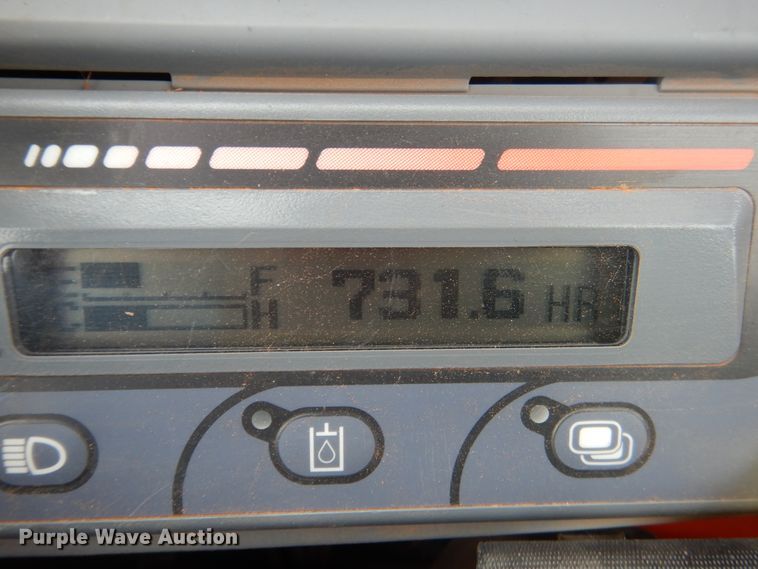 E F 731.6 HR
C H
Purple Wave Auction